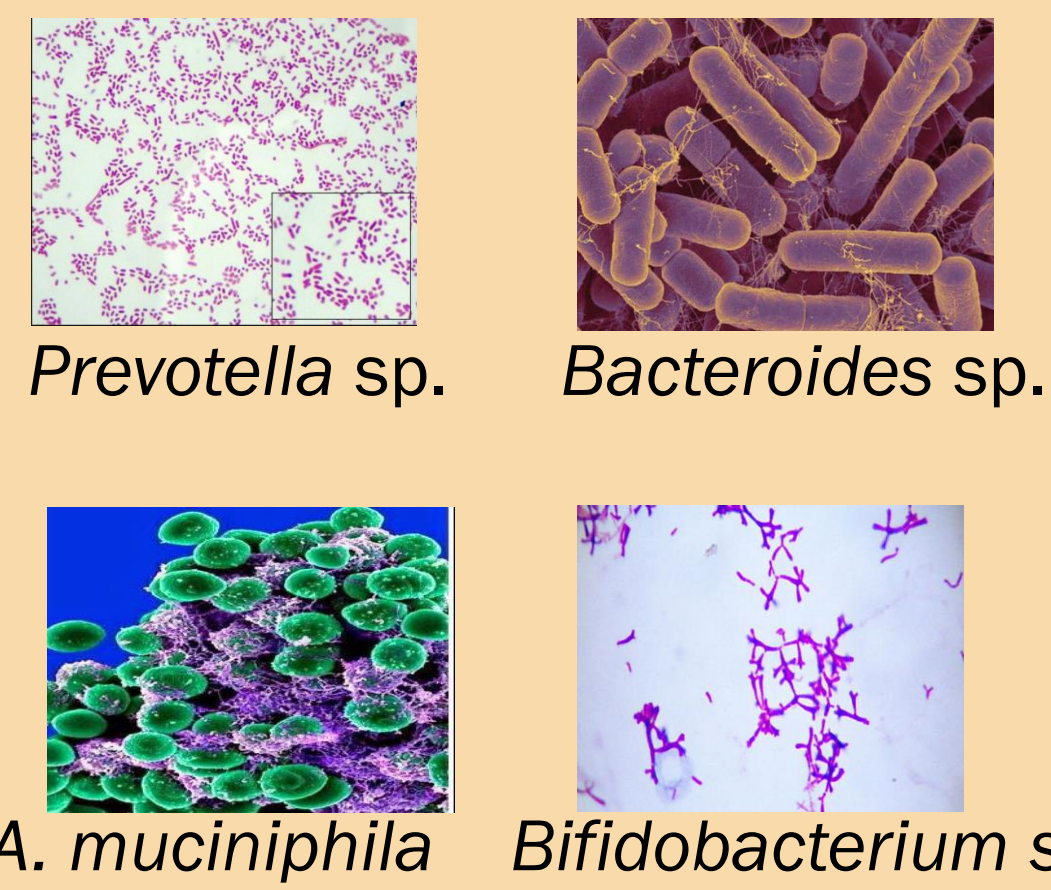 Prevotella sp.
Bacteroides sp.
A. muciniphila
Bifidobacterium s